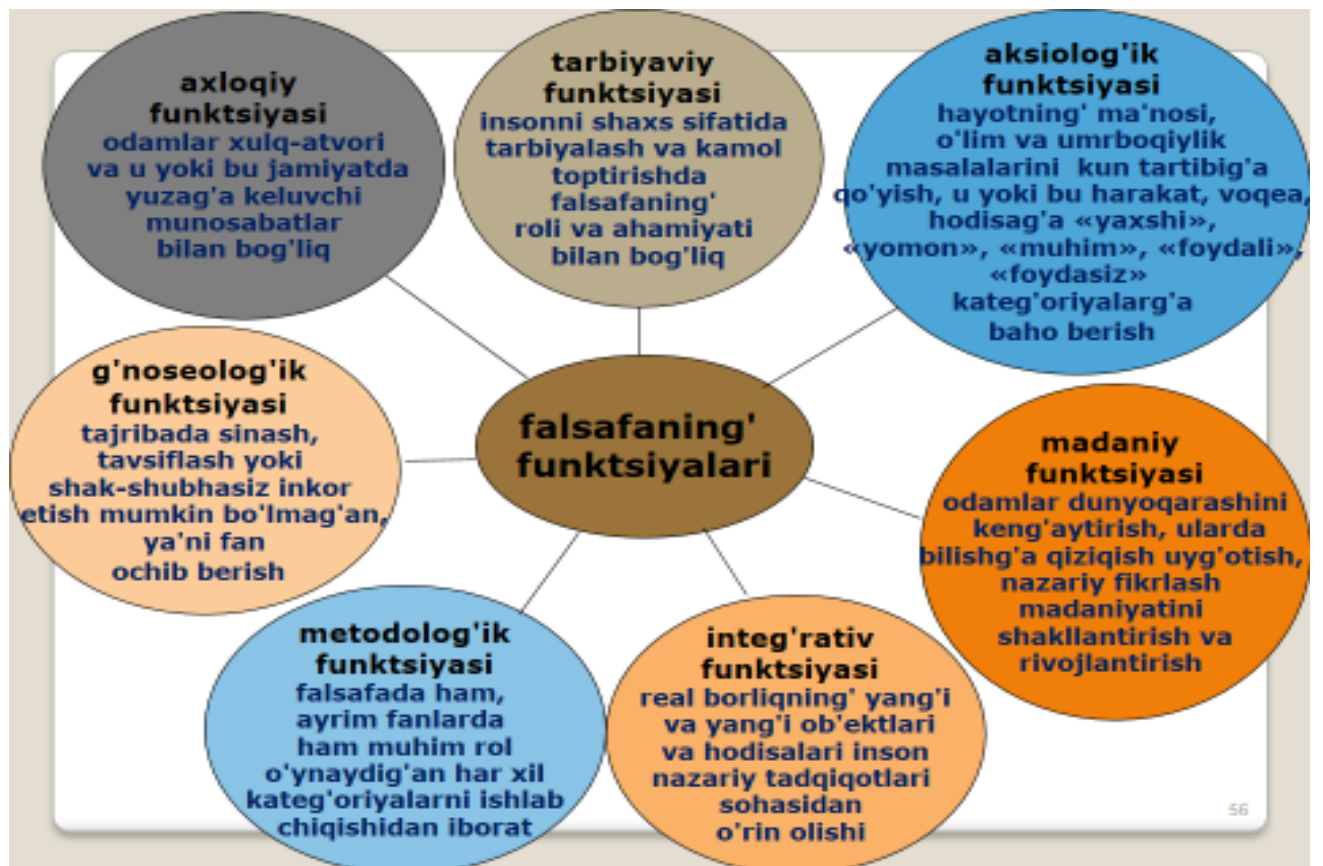 axloqiy
funktsiyasi
odamlar xulq-atvori
va u yoki bu jamiyatda
yuzag'a keluvchi
munosabatlar
bilan bog'liq
tarbiyaviy
funktsiyasi
insonni shaxs sifatida
tarbiyalash va kamol
toptirishda
falsafaning'
roli va ahamiyati
bilan bog'liq
aksiolog'ik
funktsiyasi
hayotning' ma'nosi,
o'lim va umrboqiylik
masalalarini kun tartibig'a
qo'yish, u yoki bu harakat, voqea,
hodisag'a «yaxshi»,
«yomon», «muhim», «foydali»,
«foydasiz»
kateg'oriyalarg'a
baho berish
g'noseolog'ik
funktsiyasi
tajribada sinash,
tavsiflash yoki
shak-shubhasiz inkor
etish mumkin bo'lmag'an,
ya'ni fan
ochib berish
falsafaning'
funktsiyalari
madaniy
funktsiyasi
odamlar dunyoqarashini
keng'aytirish, ularda
bilishg'a qiziqish uyg'otish,
nazariy fikrlash
madaniyatini
shakllantirish va
rivojlantirish
metodolog'ik
funktsiyasi
falsafada ham,
ayrim fanlarda
ham muhim rol
o'ynaydig'an har xil
kateg'oriyalarni ishlab
chiqishidan iborat
integ'rativ
funktsiyasi
real borliqning' yang'i
va yang'i ob'ektlari
va hodisalari inson
nazariy tadqiqotlari
sohasidan
o'rin olishi
56